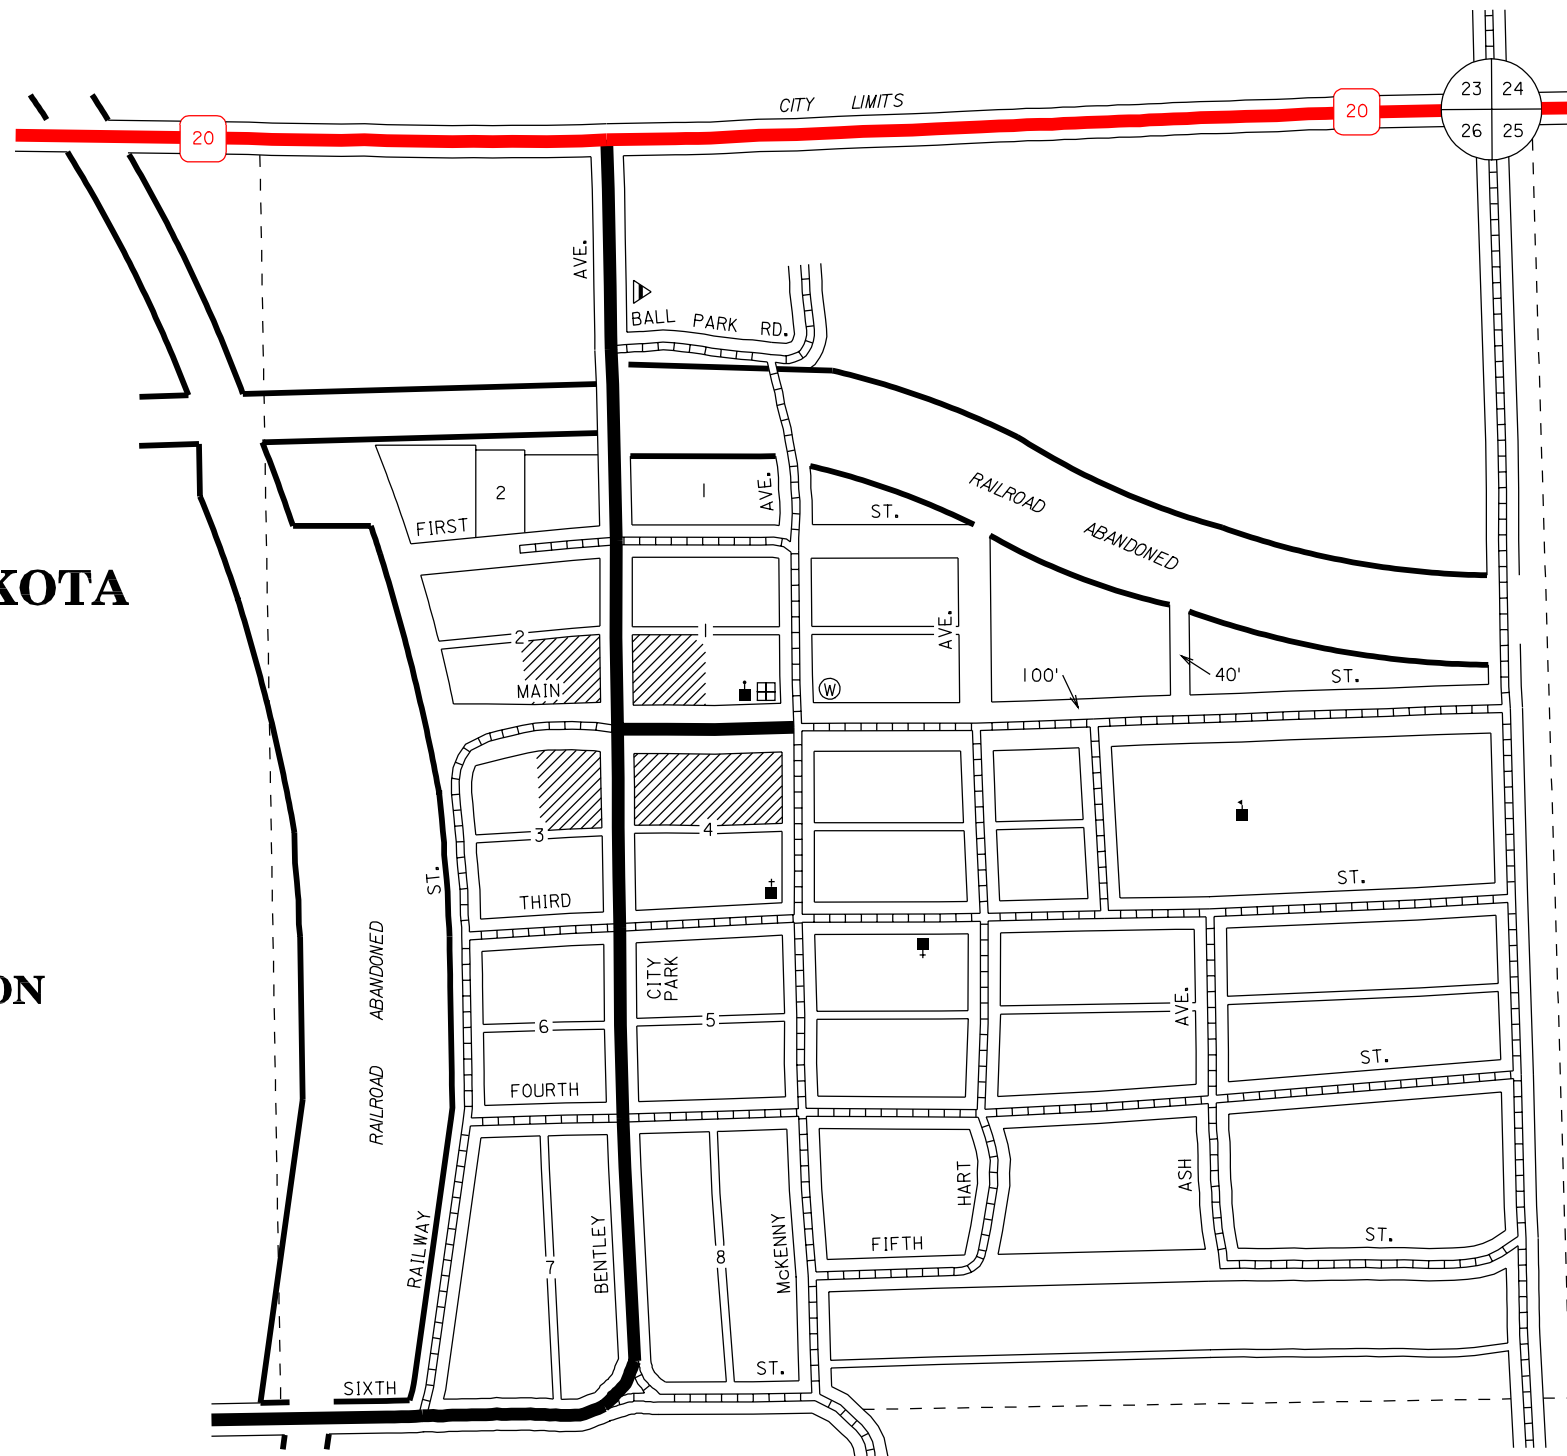 CITY LIMITS
20
20
23 24
26 25
AVE.
BALL PARK RD.
2
1
AVE.
FIRST
ST.
RAILROAD ABANDONED
KOTA
2
1
AVE.
MAIN
W
100'
40'
ST.
3
4
ST.
THIRD
ST.
RAILROAD ABANDONED
CITY
PARK
ON
6
5
AVE.
FOURTH
ST.
RAILWAY
BENTLEY
McKENNY
HART
ASH
7
8
FIFTH
ST.
SIXTH
ST.